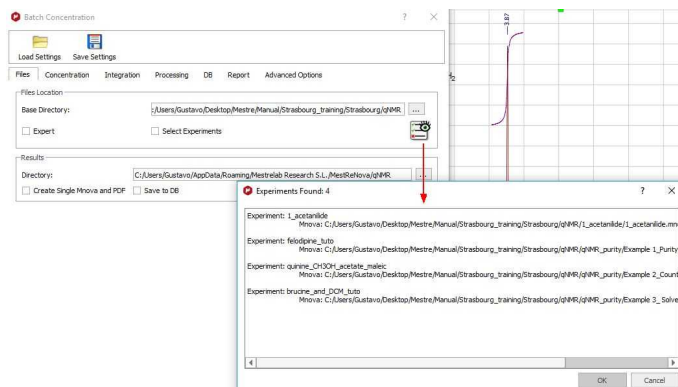 Batch Concentration
Load Settings Save Settings
Files Concentration Integration Processing DB Report Advanced Options
Files Location
Base Directory: :/Users/Gustavo/Desktop/Mestre/Manual/Strasbourg_training/Strasbourg/qNMR ...
Expert Select Experiments
Results
Directory: C:/Users/Gustavo/AppData/Roaming/Mestrelab Research S.L./MestReNova/qNMR ...
Create Single Mnova and PDF Save to DB
3.87
H2
Experiments Found: 4
Experiment: 1_acetanilide
Mnova: C:/Users/Gustavo/Desktop/Mestre/Manual/Strasbourg_training/Strasbourg/qNMR/1_acetanilide/1_acetanilide.mn
Experiment: felodipine_tuto
Mnova: C:/Users/Gustavo/Desktop/Mestre/Manual/Strasbourg_training/Strasbourg/qNMR/qNMR_purity/Example 1_Purity
Experiment: quinine_CH3OH_acetate_maleic
Mnova: C:/Users/Gustavo/Desktop/Mestre/Manual/Strasbourg_training/Strasbourg/qNMR/qNMR_purity/Example 2_Count
Experiment: brucine_and_DCM_tuto
Mnova: C:/Users/Gustavo/Desktop/Mestre/Manual/Strasbourg_training/Strasbourg/qNMR/qNMR_purity/Example 3_ Solve
OK Cancel